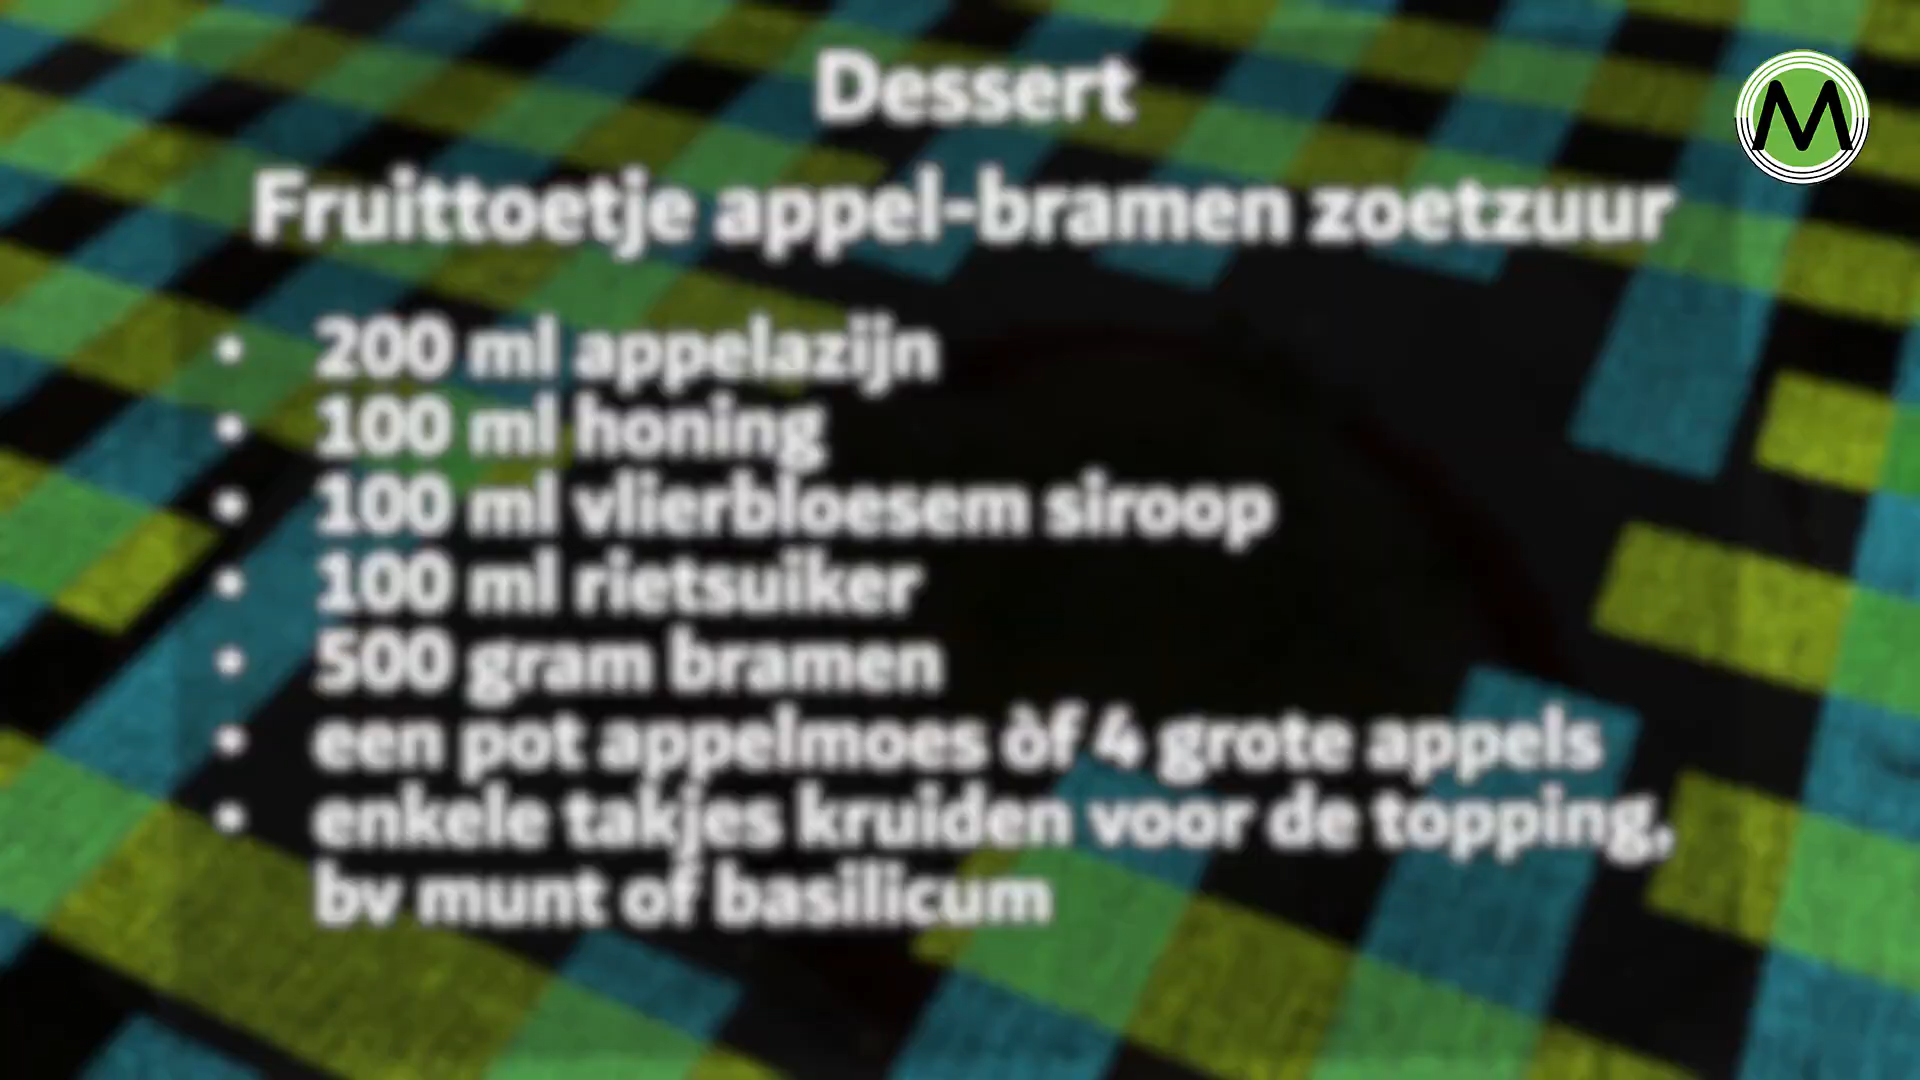 Dessert
M
Fruittoetje appel-bramen zoetzuur
• 200 ml appelazijn
• 100 ml honing
• 100 ml vlierbloesem siroop
• 100 ml rietsuiker
• 500 gram bramen
• een pot appelmoes òf 4 grote appels
• enkele takjes kruiden voor de topping,
bv munt of basilicum